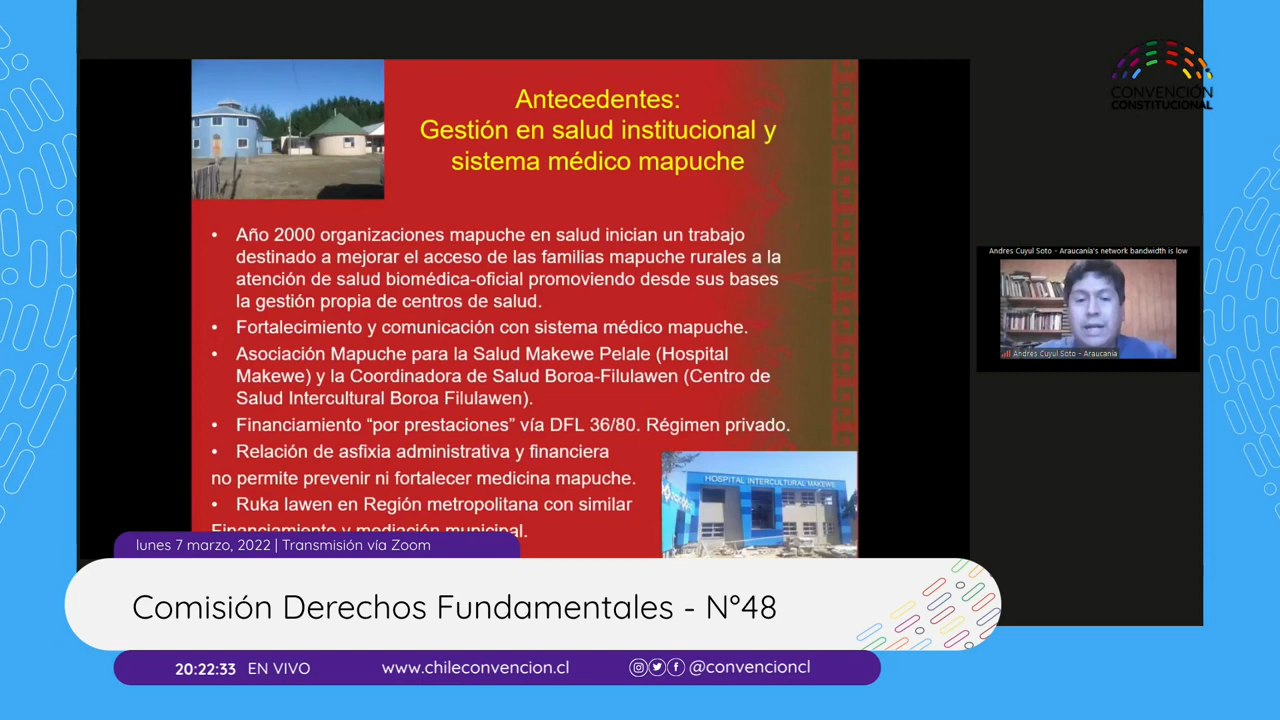 CONVENCIÓN
CONSTITUCIONAL
Antecedentes:
Gestión en salud institucional y
sistema médico mapuche
• Año 2000 organizaciones mapuche en salud inician un trabajo
destinado a mejorar el acceso de las familias mapuche rurales a la
atención de salud biomédica-oficial promoviendo desde sus bases
la gestión propia de centros de salud.
• Fortalecimiento y comunicación con sistema médico mapuche.
• Asociación Mapuche para la Salud Makewe Pelale (Hospital
Makewe) y la Coordinadora de Salud Boroa-Filulawen (Centro de
Salud Intercultural Boroa Filulawen).
• Financiamiento “por prestaciones” vía DFL 36/80. Régimen privado.
• Relación de asfixia administrativa y financiera
no permite prevenir ni fortalecer medicina mapuche.
• Ruka lawen en Región metropolitana con similar
Financiamiento y mediación municipal.
HOSPITAL INTERCULTURAL MAKEWE
Andres Cuyul Soto - Araucanía's network bandwidth is low
Andres Cuyul Soto - Araucanía
lunes 7 marzo, 2022 | Transmisión vía Zoom
Comisión Derechos Fundamentales - N°48
20:22:33 EN VIVO www.chileconvencion.cl @convencioncl